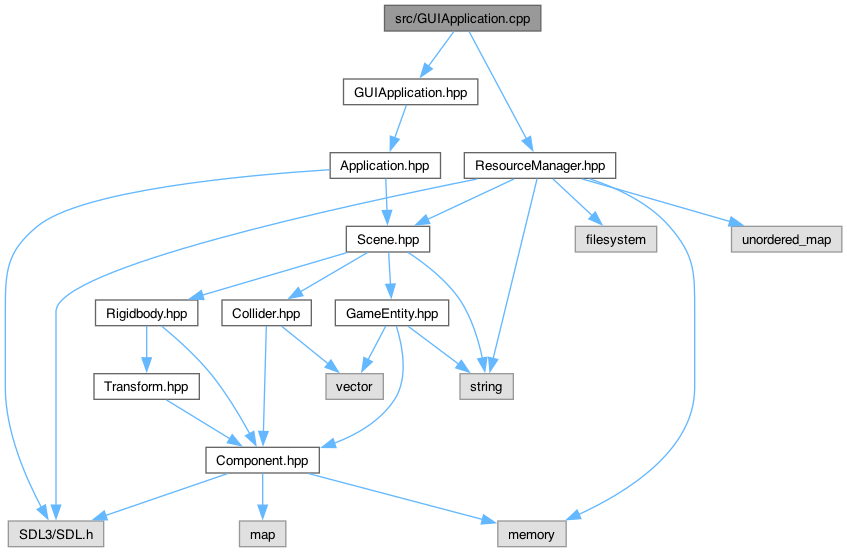 src/GUIApplication.cpp
GUIApplication.hpp
Application.hpp
ResourceManager.hpp
Scene.hpp
filesystem
unordered_map
Rigidbody.hpp
Collider.hpp
GameEntity.hpp
Transform.hpp
vector
string
Component.hpp
SDL3/SDL.h
map
memory